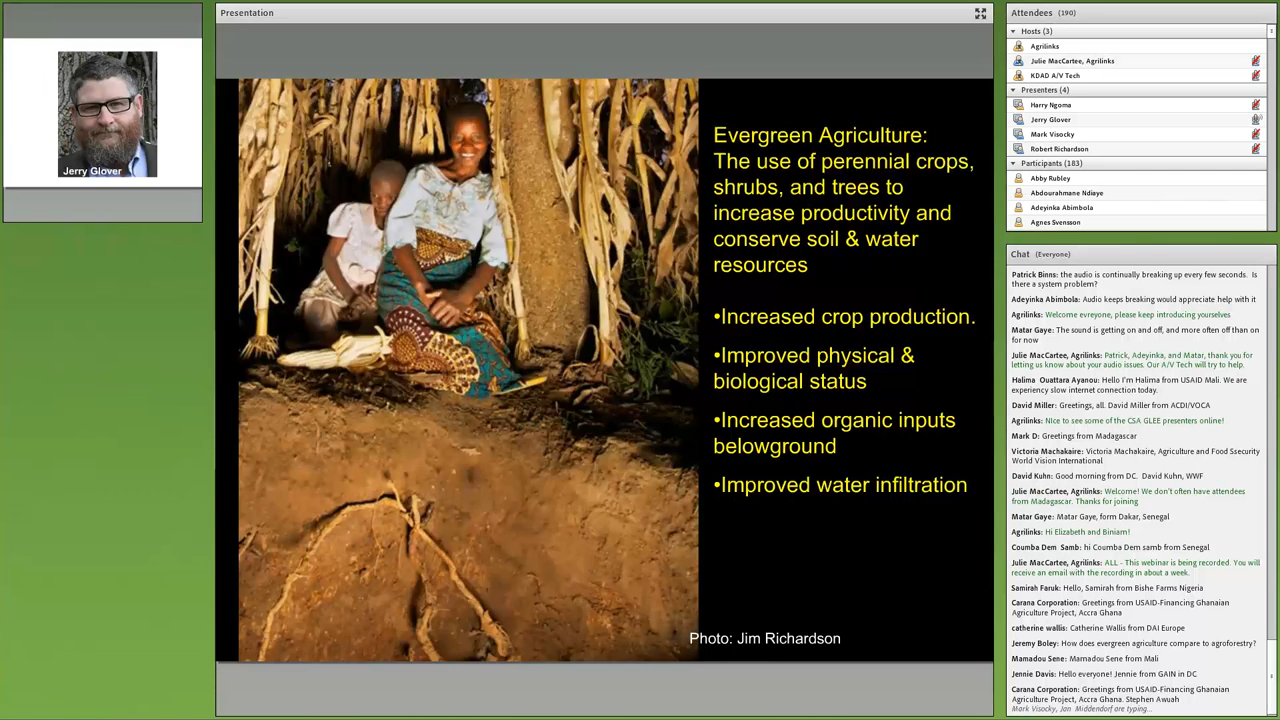 Jerry Glover
Presentation
Evergreen Agriculture:
The use of perennial crops,
shrubs, and trees to
increase productivity and
conserve soil & water
resources
•Increased crop production.
•Improved physical &
biological status
•Increased organic inputs
belowground
•Improved water infiltration
Photo: Jim Richardson
Attendees (190)
Hosts (3)
Agrilinks
Julie MacCartee, Agrilinks
KDAD A/V Tech
Presenters (4)
Harry Ngoma
Jerry Glover
Mark Visocky
Robert Richardson
Participants (183)
Abby Rubley
Abdourahmane Ndiaye
Adeyinka Abimbola
Agnes Svensson
Chat (Everyone)
Patrick Binns: the audio is continually breaking up every few seconds. Is
there a system problem?
Adeyinka Abimbola: Audio keeps breaking would appreciate help with it
Agrilinks: Welcome evreyone, please keep introducing yourselves
Matar Gaye: The sound is getting on and off, and more often off than on
for now
Julie MacCartee, Agrilinks: Patrick, Adeyinka, and Matar, thank you for
letting us know about your audio issues. Our A/V Tech will try to help.
Halima Ouattara Ayanou: Hello I'm Halima from USAID Mali. We are
experiency slow internet connection today.
David Miller: Greetings, all. David Miller from ACDI/VOCA
Agrilinks: NIce to see some of the CSA GLEE presenters online!
Mark D: Greetings from Madagascar
Victoria Machakaire: Victoria Machakaire, Agriculture and Food Ssecurity
World Vision International
David Kuhn: Good morning from DC. David Kuhn, WWF
Julie MacCartee, Agrilinks: Welcome! We don't often have attendees
from Madagascar. Thanks for joining
Matar Gaye: Matar Gaye, form Dakar, Senegal
Agrilinks: Hi Elizabeth and Biniam!
Coumba Dem Samb: hi Coumba Dem samb from Senegal
Julie MacCartee, Agrilinks: ALL - This webinar is being recorded. You will
receive an email with the recording in about a week.
Samirah Faruk: Hello, Samirah from Bishe Farms Nigeria
Carana Corporation: Greetings from USAID-Financing Ghanaian
Agriculture Project, Accra Ghana
catherine wallis: Catherine Wallis from DAI Europe
Jeremy Boley: How does evergreen agriculture compare to agroforestry?
Mamadou Sene: Mamadou Sene from Mali
Jennie Davis: Hello everyone! Jennie from GAIN in DC
Carana Corporation: Greetings from USAID-Financing Ghanaian
Agriculture Project, Accra Ghana. Stephen Awuah
Mark Visocky, Jan Middendorf are typing...